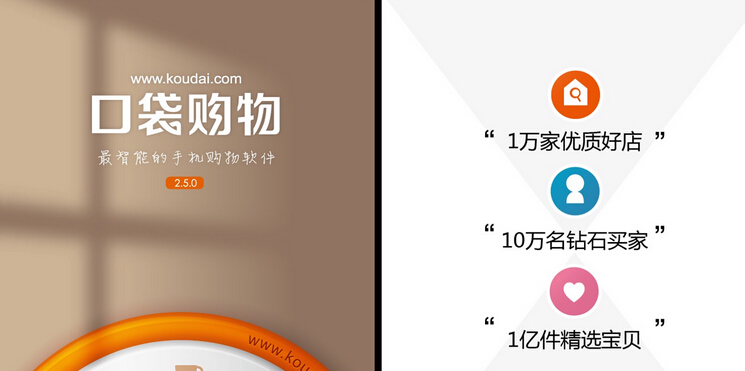 www.koudai.com
口袋购物
最智能的手机购物软件
2.5.0
www.kou
“ 1万家优质好店 ”
“ 10万名钻石买家 ”
“ 1亿件精选宝贝 ”